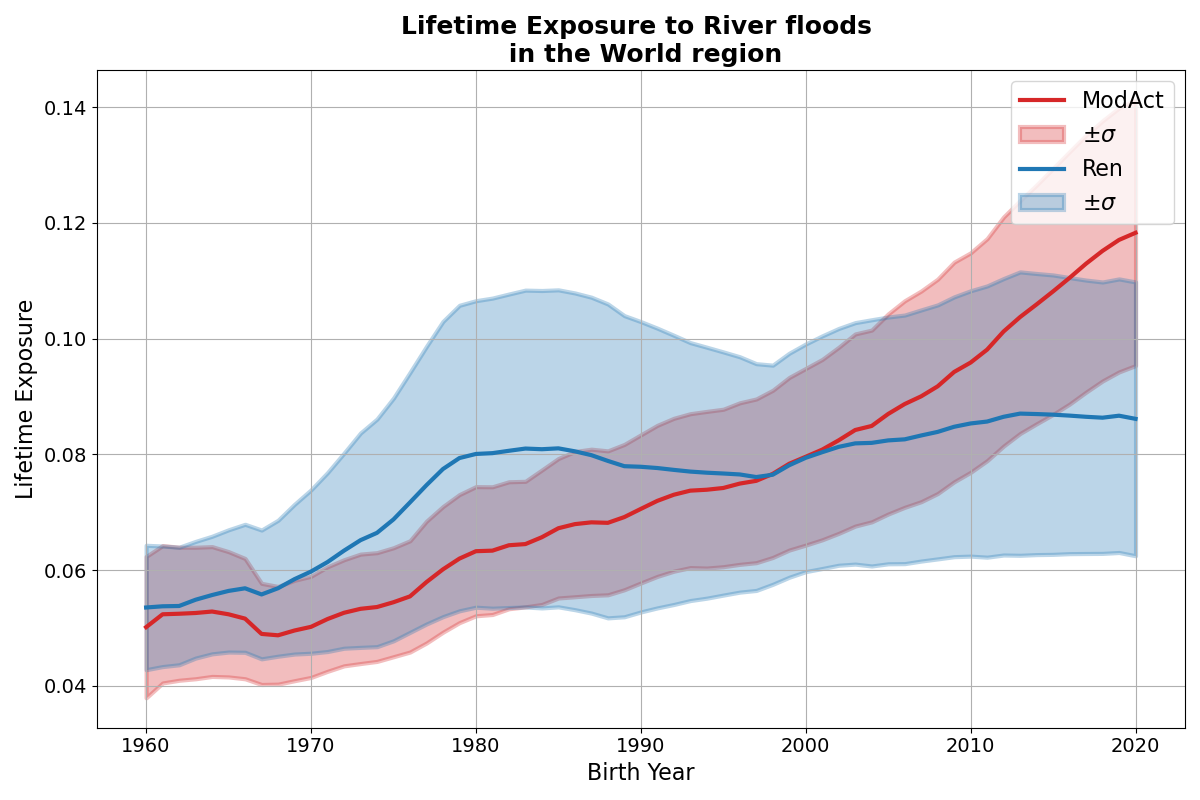 Lifetime Exposure to River floods
in the World region
Lifetime Exposure
0.14
0.12
0.10
0.08
0.06
0.04
1960
1970
1980
1990
2000
2010
2020
Birth Year
ModAct
±σ
Ren
±σ